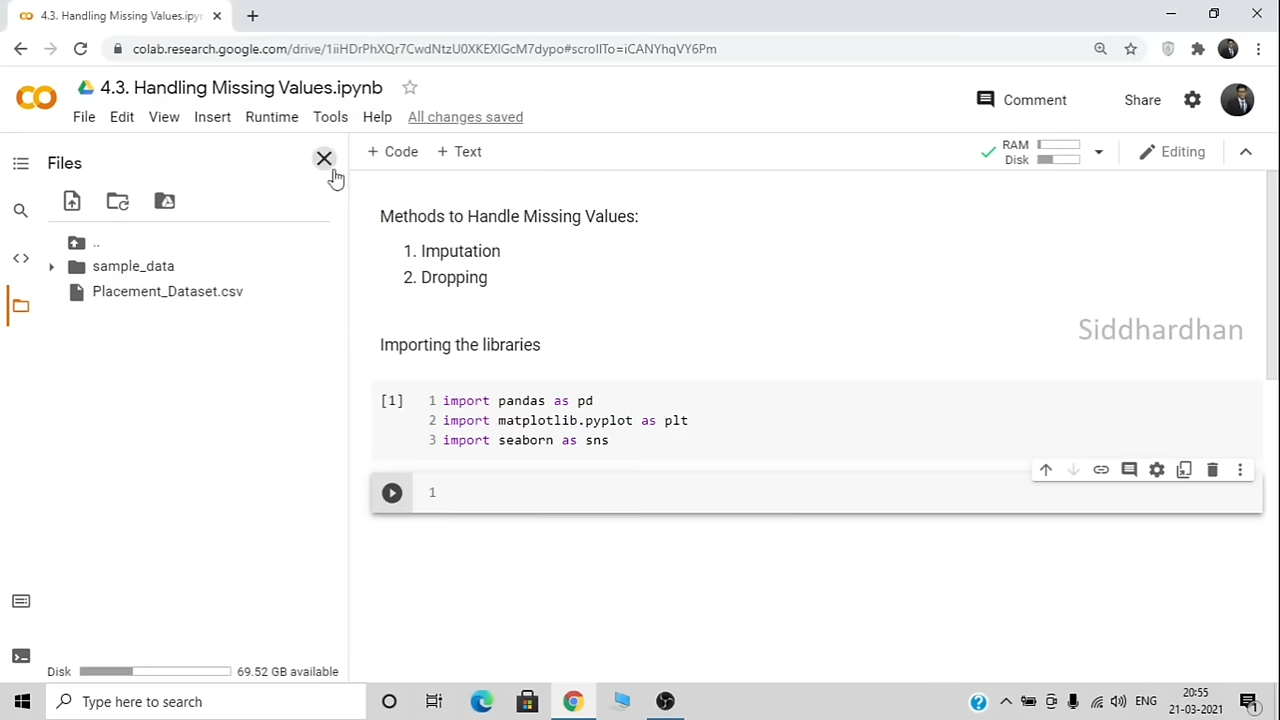 4.3. Handling Missing Values.ipyn
colab.research.google.com/drive/1iiHDrPhXQr7CwdNtzU0XKEXlGcM7dypo#scrollTo=iCANYhqVY6Pm
4.3. Handling Missing Values.ipynb
File Edit View Insert Runtime Tools Help All changes saved
Comment Share
Files
+ Code + Text
RAM
Disk
Editing
..
sample_data
Placement_Dataset.csv
Methods to Handle Missing Values:
1. Imputation
2. Dropping
Siddhardhan
Importing the libraries
[1] 1 import pandas as pd
2 import matplotlib.pyplot as plt
3 import seaborn as sns
1
Disk 69.52 GB available
Type here to search
ENG
20:55
21-03-2021
1